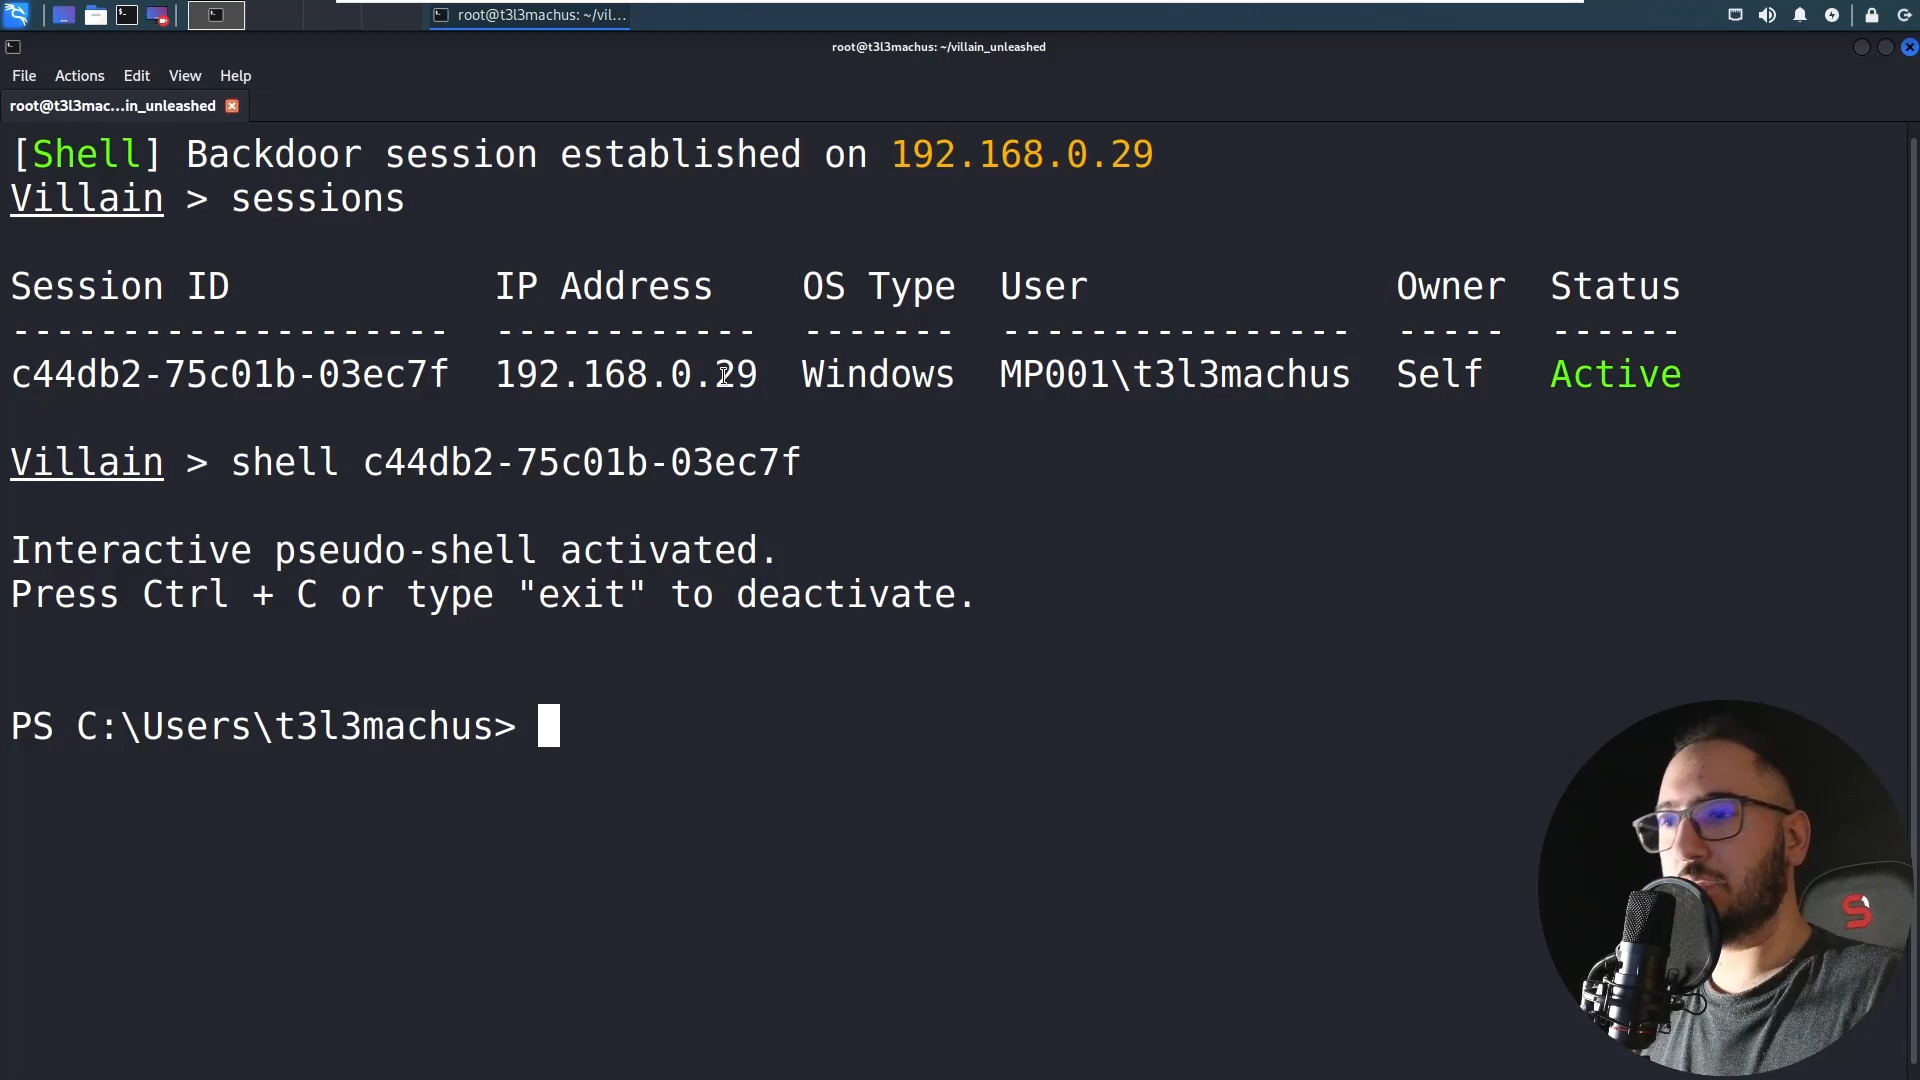 root@t3l3machus: ~/vil...
root@t3l3machus: ~/villain_unleashed
File Actions Edit View Help
root@t3l3mac...in_unleashed
[Shell] Backdoor session established on 192.168.0.29
Villain > sessions
Session ID IP Address OS Type User Owner Status
-------------------- ------------ ------- ---------------- ----- ------
c44db2-75c01b-03ec7f 192.168.0.29 Windows MP001\t3l3machus Self Active
Villain > shell c44db2-75c01b-03ec7f
Interactive pseudo-shell activated.
Press Ctrl + C or type "exit" to deactivate.
PS C:\Users\t3l3machus>